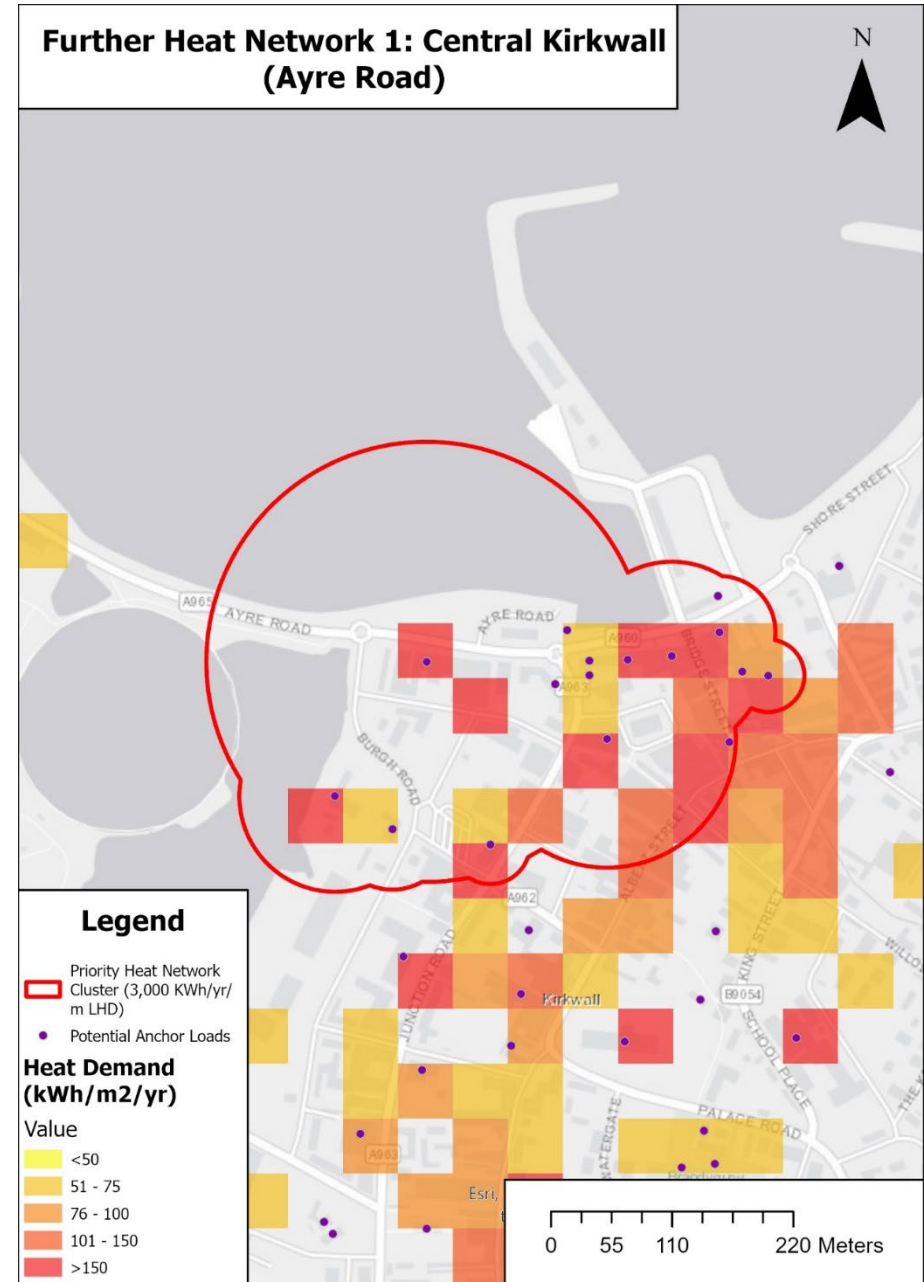 Further Heat Network 1: Central Kirkwall
(Ayre Road)
N
SHORE STREET
A965
AYRE ROAD
AYRE ROAD
A960
BRIDGE STREET
A963
BURGH ROAD
ALBERT STREET
A962
JUNCTION ROAD
KING STREET
Kirkwall
B9054
SCHOOL PLACE
PALACE ROAD
WATERGATE
A963
Esri,
Legend
Priority Heat Network
Cluster (3,000 KWh/yr/
m LHD)
Potential Anchor Loads
Heat Demand
(kWh/m2/yr)
Value
<50
51 - 75
76 - 100
101 - 150
>150
0 55 110 220 Meters